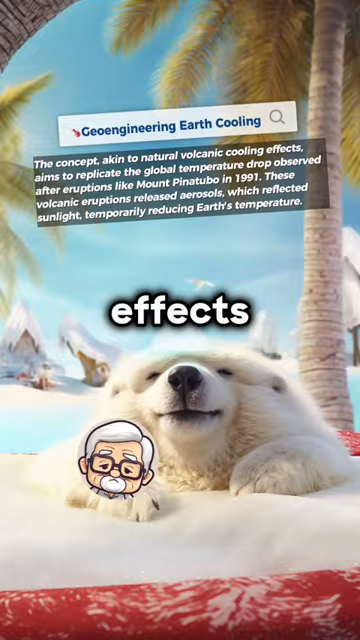 Geoengineering Earth Cooling
The concept, akin to natural volcanic cooling effects,
aims to replicate the global temperature drop observed
after eruptions like Mount Pinatubo in 1991. These
volcanic eruptions released aerosols, which reflected
sunlight, temporarily reducing Earth's temperature.
effects